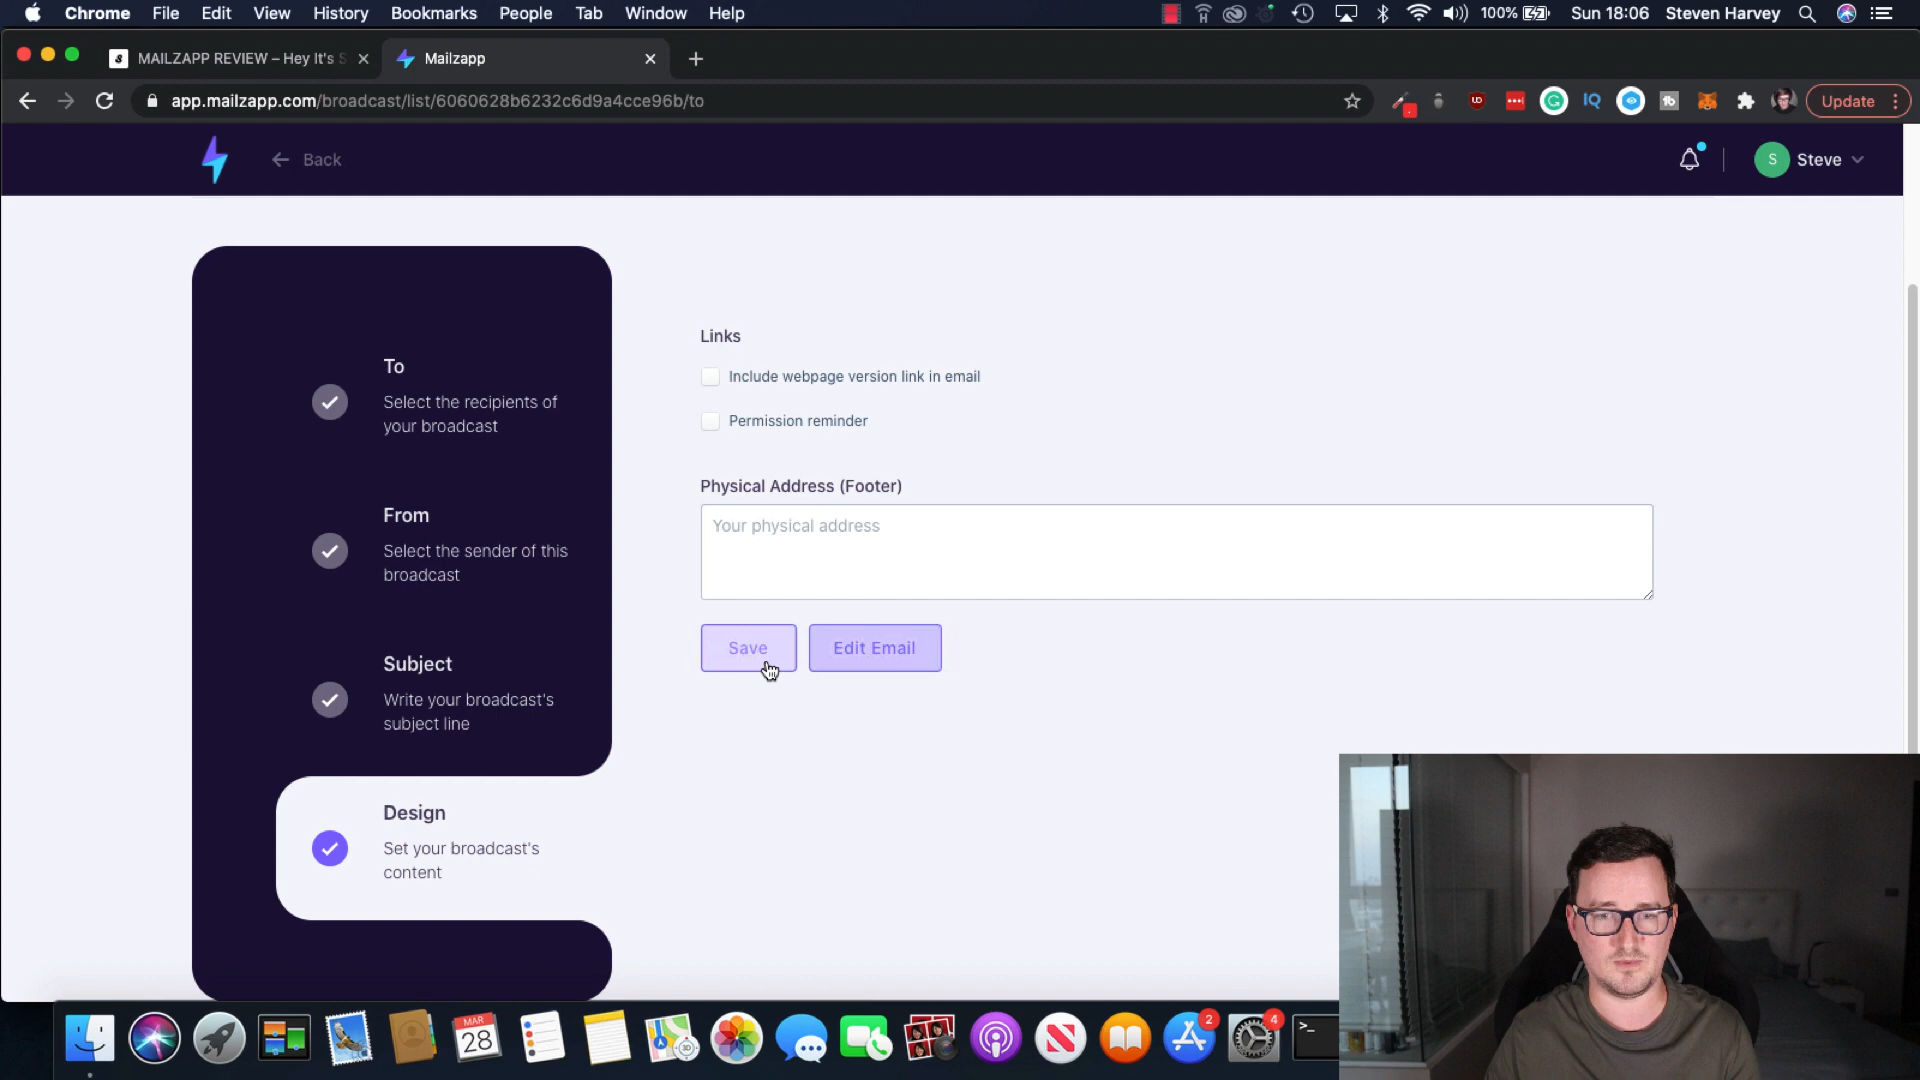 Chrome File Edit View History Bookmarks People Tab Window Help 100% Sun 18:06 Steven Harvey
MAILZAPP REVIEW – Hey It's S
Mailzapp
app.mailzapp.com/broadcast/list/6060628b6232c6d9a4cce96b/to
Update
Back
S Steve
To
Select the recipients of
your broadcast
From
Select the sender of this
broadcast
Subject
Write your broadcast's
subject line
Design
Set your broadcast's
content
Links
Include webpage version link in email
Permission reminder
Physical Address (Footer)
Your physical address
Save
Edit Email
MAR
28
3D
2
4